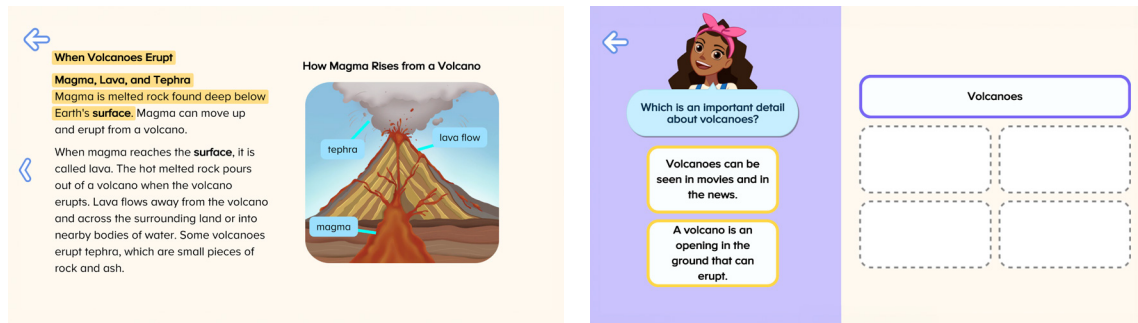 When Volcanoes Erupt
Magma, Lava, and Tephra
Magma is melted rock found deep below
Earth's surface. Magma can move up
and erupt from a volcano.
When magma reaches the surface, it is
called lava. The hot melted rock pours
out of a volcano when the volcano
erupts. Lava flows away from the volcano
and across the surrounding land or into
nearby bodies of water. Some volcanoes
erupt tephra, which are small pieces of
rock and ash.
How Magma Rises from a Volcano
tephra
lava flow
magma
Which is an important detail
about volcanoes?
Volcanoes can be
seen in movies and in
the news.
A volcano is an
opening in the
ground that can
erupt.
Volcanoes